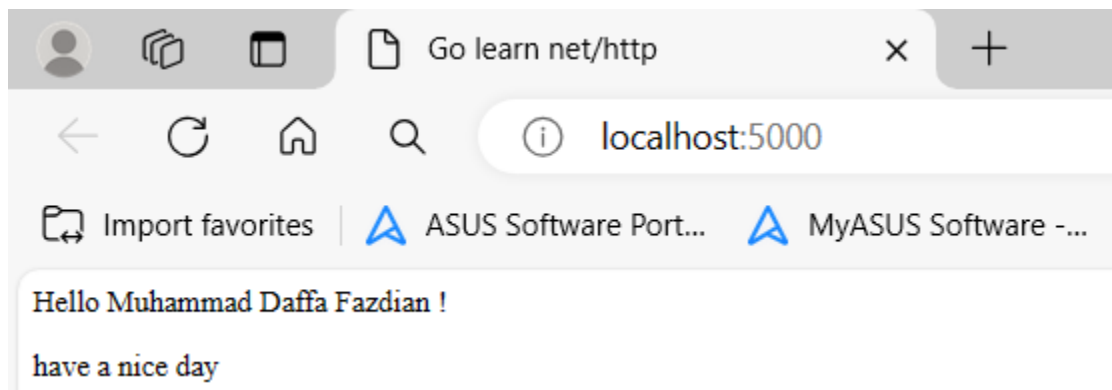 Go learn net/http
localhost:5000
Import favorites ASUS Software Port... MyASUS Software -...
Hello Muhammad Daffa Fazdian !
have a nice day